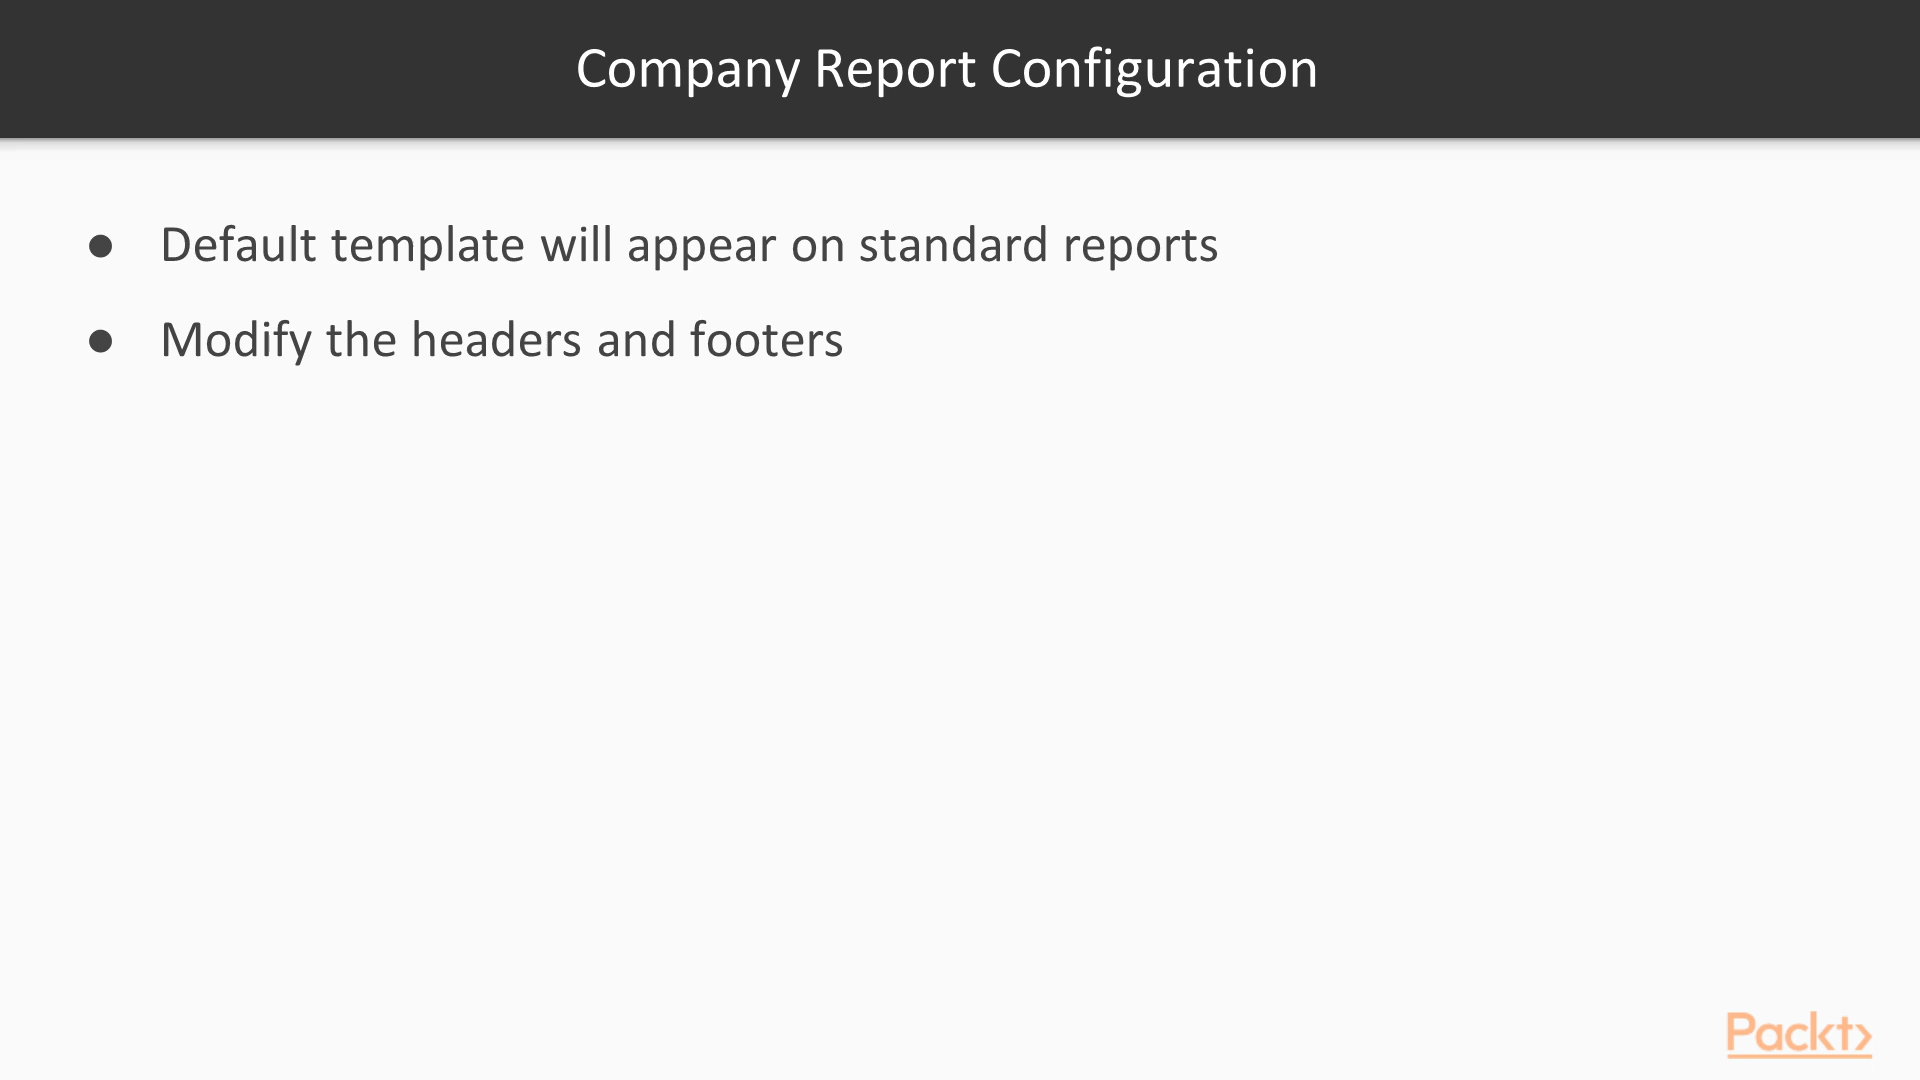 Company Report Configuration
● Default template will appear on standard reports
● Modify the headers and footers
Packt>